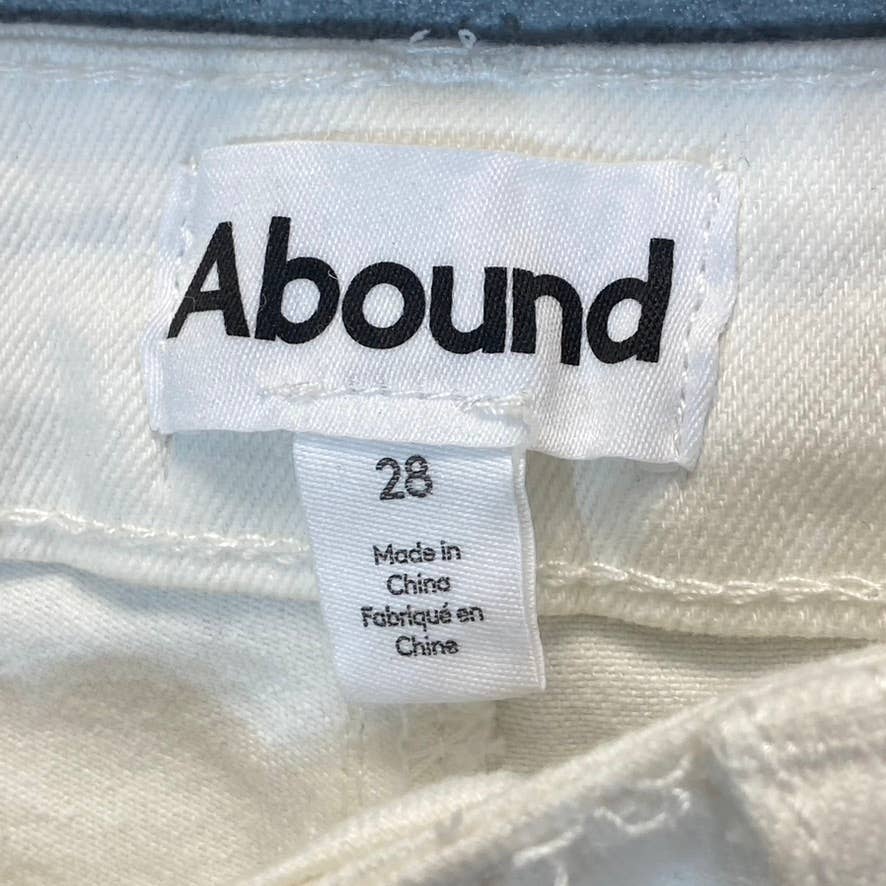 Abound
28
Made in
China
Fabriqué en
Chine